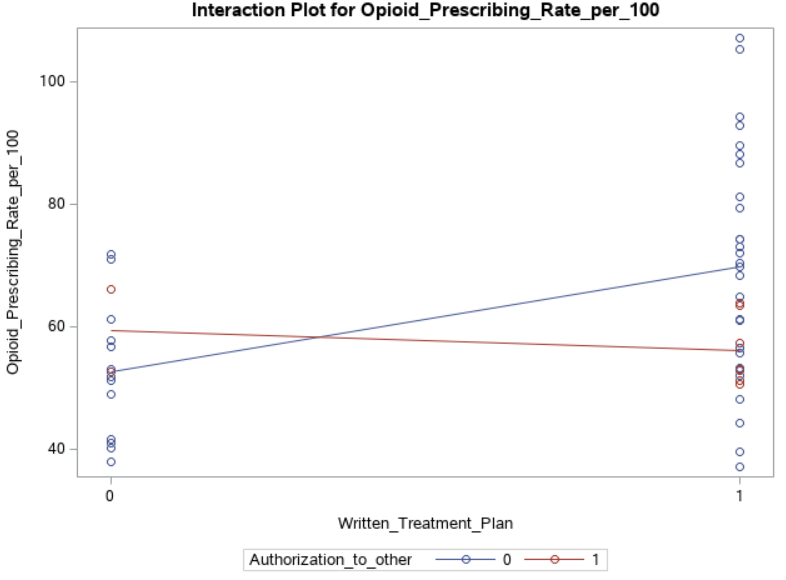 Interaction Plot for Opioid_Prescribing_Rate_per_100
Opioid_Prescribing_Rate_per_100
100
80
60
40
0
1
Written_Treatment_Plan
Authorization_to_other 0 1